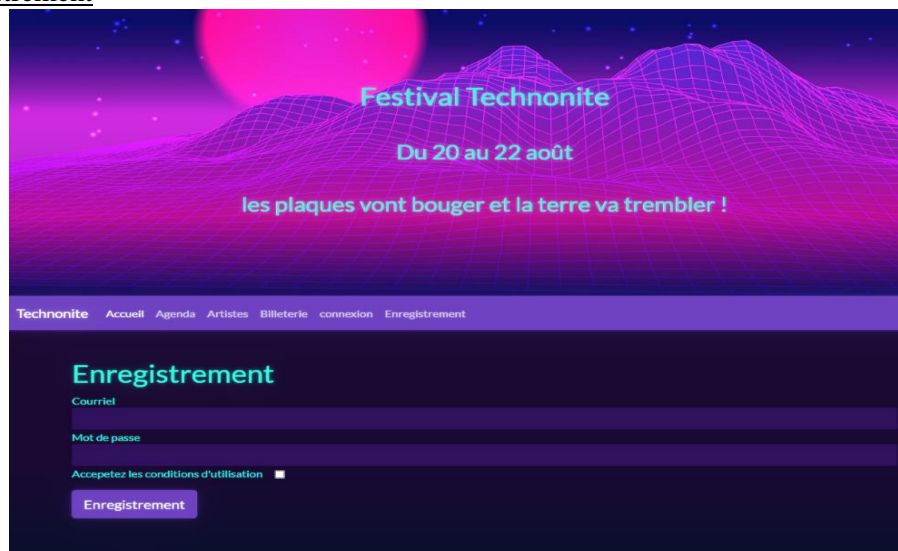 Festival Technonite
Du 20 au 22 août
les plaques vont bouger et la terre va trembler !
Technonite Accueil Agenda Artistes Billeterie connexion Enregistrement
Enregistrement
Courriel
Mot de passe
Accepetez les conditions d'utilisation
Enregistrement